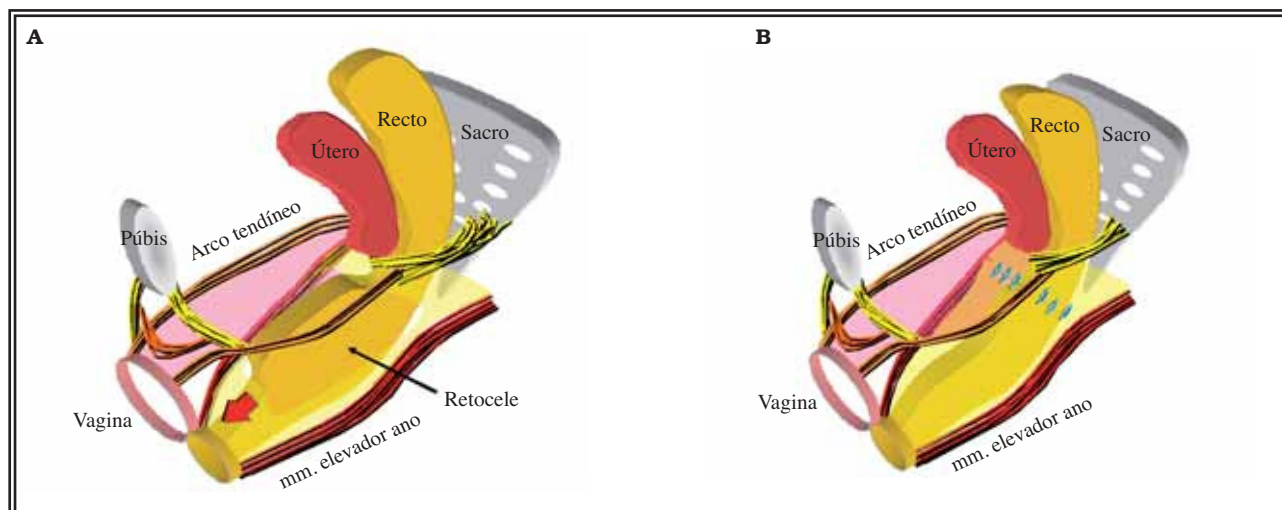 A
Recto
Sacro
Útero
Arco tendíneo
Púbis
Retocele
Vagina
mm. elevador ano
B
Recto
Sacro
Útero
Arco tendíneo
Púbis
Vagina
mm. elevador ano